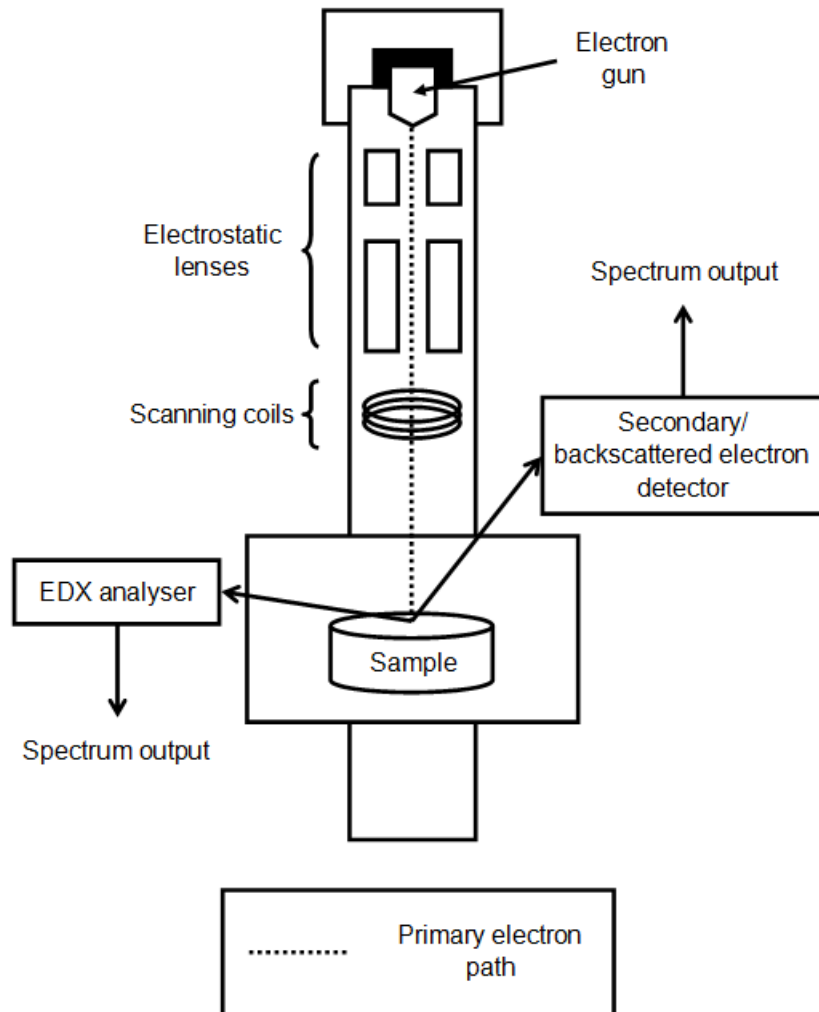 Electron
gun
Electrostatic
lenses
Spectrum output
Scanning coils
Secondary/
backscattered electron
detector
EDX analyser
Sample
Spectrum output
Primary electron
path